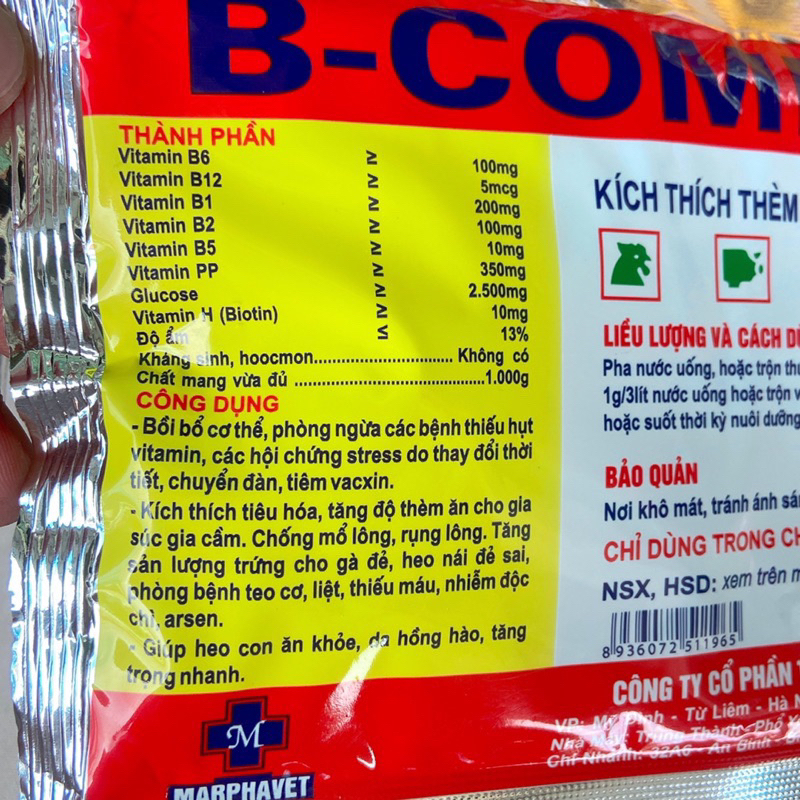 B-COM
THÀNH PHẦN
Vitamin B6 ≥ 100mg
Vitamin B12 ≥ 5mcg
Vitamin B1 ≥ 200mg
Vitamin B2 ≥ 100mg
Vitamin B5 ≥ 10mg
Vitamin PP ≥ 350mg
Glucose ≥ 2.500mg
Vitamin H (Biotin) ≥ 10mg
Độ ẩm ≤ 13%
Kháng sinh, hoocmon............................ Không có
Chất mang vừa đủ ......................................1.000g
CÔNG DỤNG
- Bồi bổ cơ thể, phòng ngừa các bệnh thiếu hụt
vitamin, các hội chứng stress do thay đổi thời
tiết, chuyển đàn, tiêm vacxin.
- Kích thích tiêu hóa, tăng độ thèm ăn cho gia
súc gia cầm. Chống mổ lông, rụng lông. Tăng
sản lượng trứng cho gà đẻ, heo nái đẻ sai,
phòng bệnh teo cơ, liệt, thiếu máu, nhiễm độc
chì, arsen.
- Giúp heo con ăn khỏe, da hồng hào, tăng
trọng nhanh.
M
MARPHAVET
KÍCH THÍCH THÈM
LIỀU LƯỢNG VÀ CÁCH
Pha nước uống, hoặc trộn
1g/3lít nước uống hoặc trộn
hoặc suốt thời kỳ nuôi dưỡng
BẢO QUẢN
Nơi khô mát, tránh ánh
CHỈ DÙNG TRONG
NSX, HSD: xem trên
8 936072 511965
CÔNG TY CỔ PHẦN
VP: Mỹ Đình - Từ Liêm - Hà
Nhà Máy: Trung Thành - Phổ
Chi Nhánh: 32A6 - An Bình -